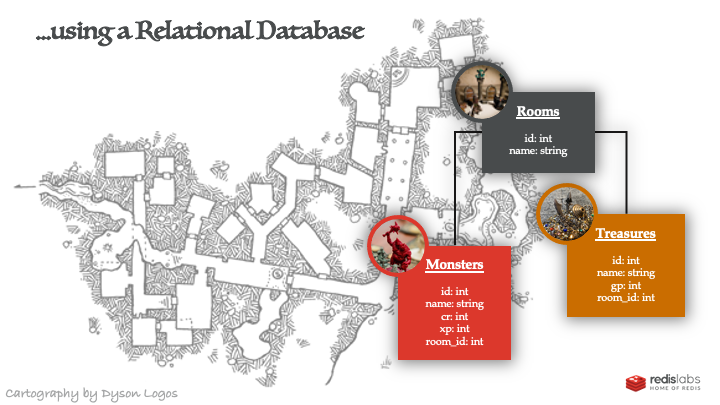 ...using a Relational Database
Rooms
id: int
name: string
Treasures
id: int
name: string
gp: int
room_id: int
Monsters
id: int
name: string
cr: int
xp: int
room_id: int
redislabs
HOME OF REDIS
Cartography by Dyson Logos